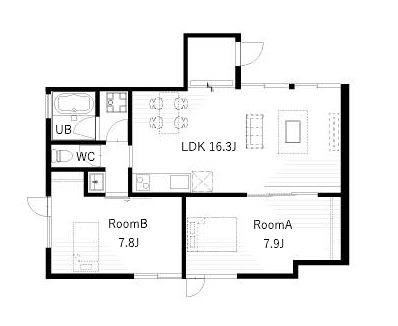 UB
LDK 16.3J
WC
RoomB
7.8J
RoomA
7.9J